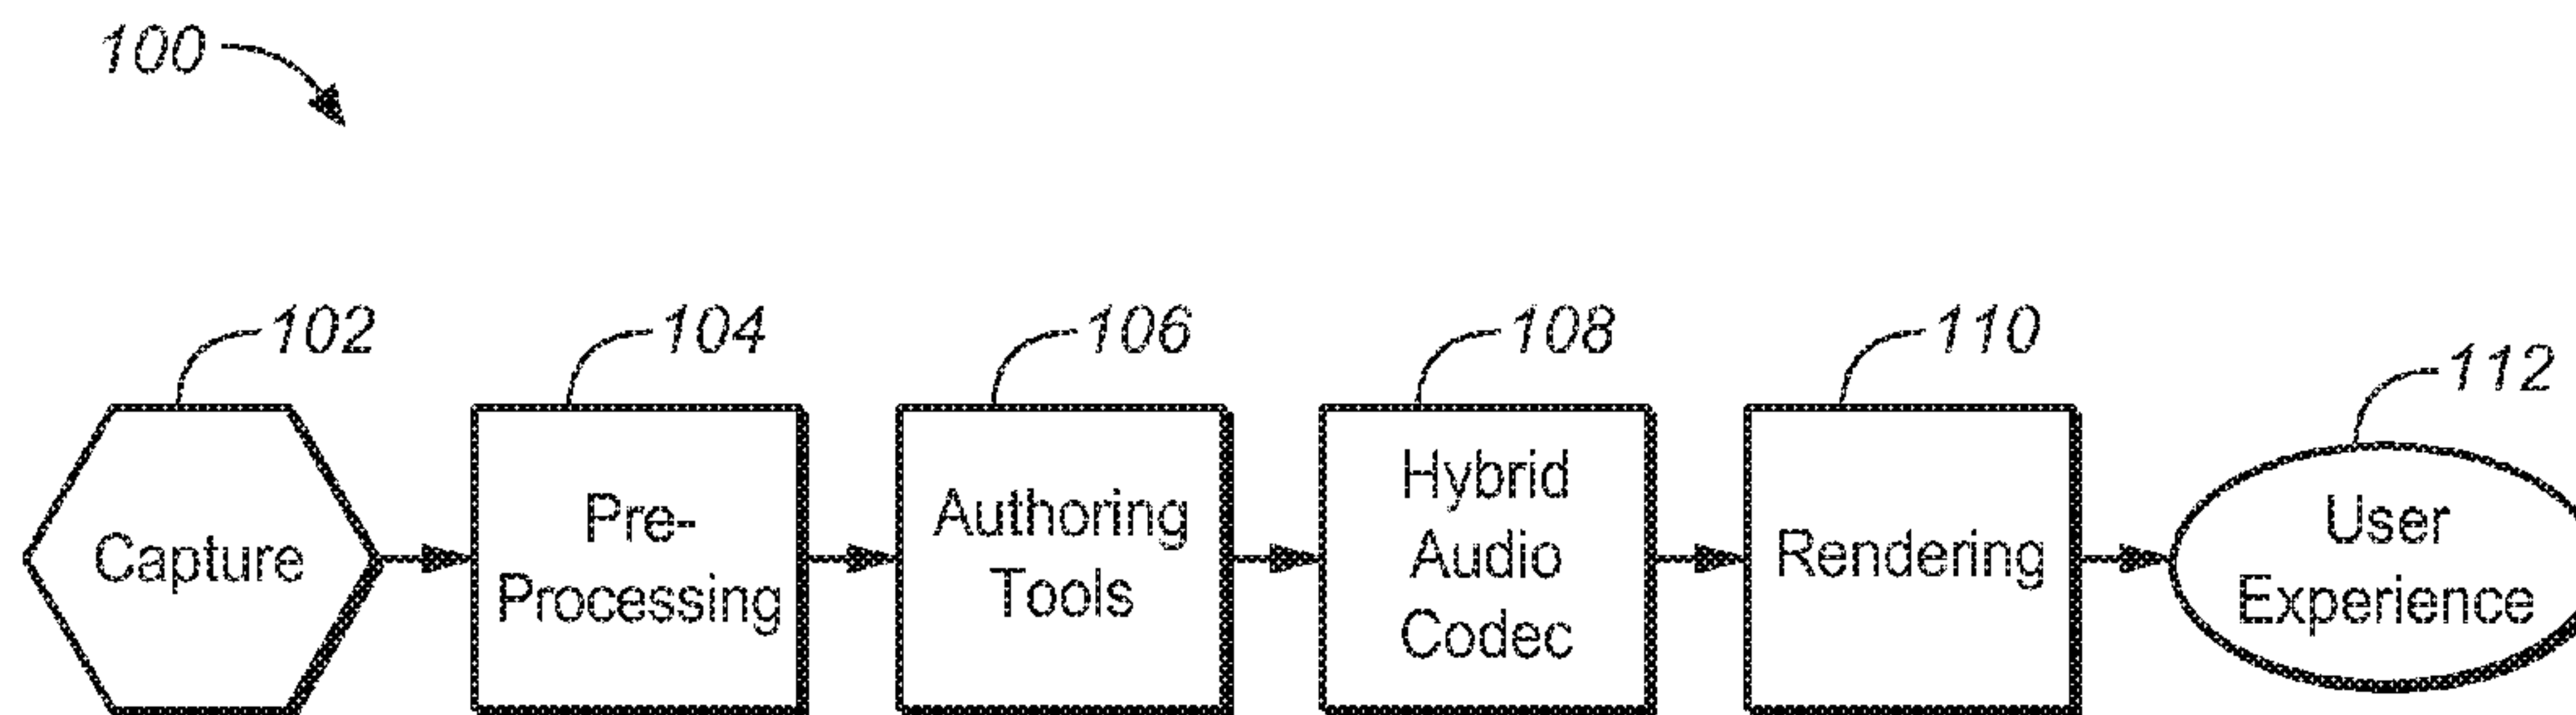 100
102
104
106
108
110
112
Capture
Pre-
Processing
Authoring
Tools
Hybrid
Audio
Codec
Rendering
User
Experience